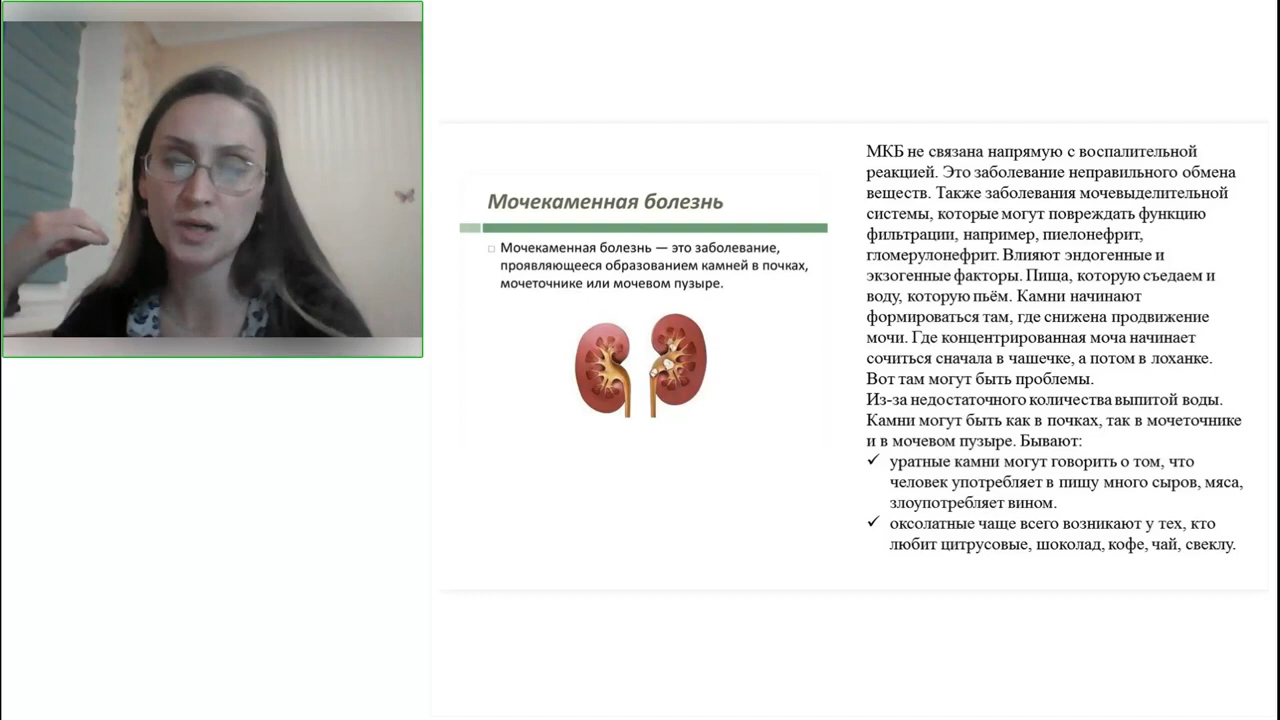 Мочекаменная болезнь
Мочекаменная болезнь — это заболевание,
проявляющееся образованием камней в почках,
мочеточнике или мочевом пузыре.
МКБ не связана напрямую с воспалительной
реакцией. Это заболевание неправильного обмена
веществ. Также заболевания мочевыделительной
системы, которые могут повреждать функцию
фильтрации, например, пиелонефрит,
гломерулонефрит. Влияют эндогенные и
экзогенные факторы. Пища, которую съедаем и
воду, которую пьём. Камни начинают
формироваться там, где снижена продвижение
мочи. Где концентрированная моча начинает
сочиться сначала в чашечке, а потом в лоханке.
Вот там могут быть проблемы.
Из-за недостаточного количества выпитой воды.
Камни могут быть как в почках, так в мочеточнике
и в мочевом пузыре. Бывают:
✓ уратные камни могут говорить о том, что
человек употребляет в пищу много сыров, мяса,
злоупотребляет вином.
✓ оксолатные чаще всего возникают у тех, кто
любит цитрусовые, шоколад, кофе, чай, свеклу.